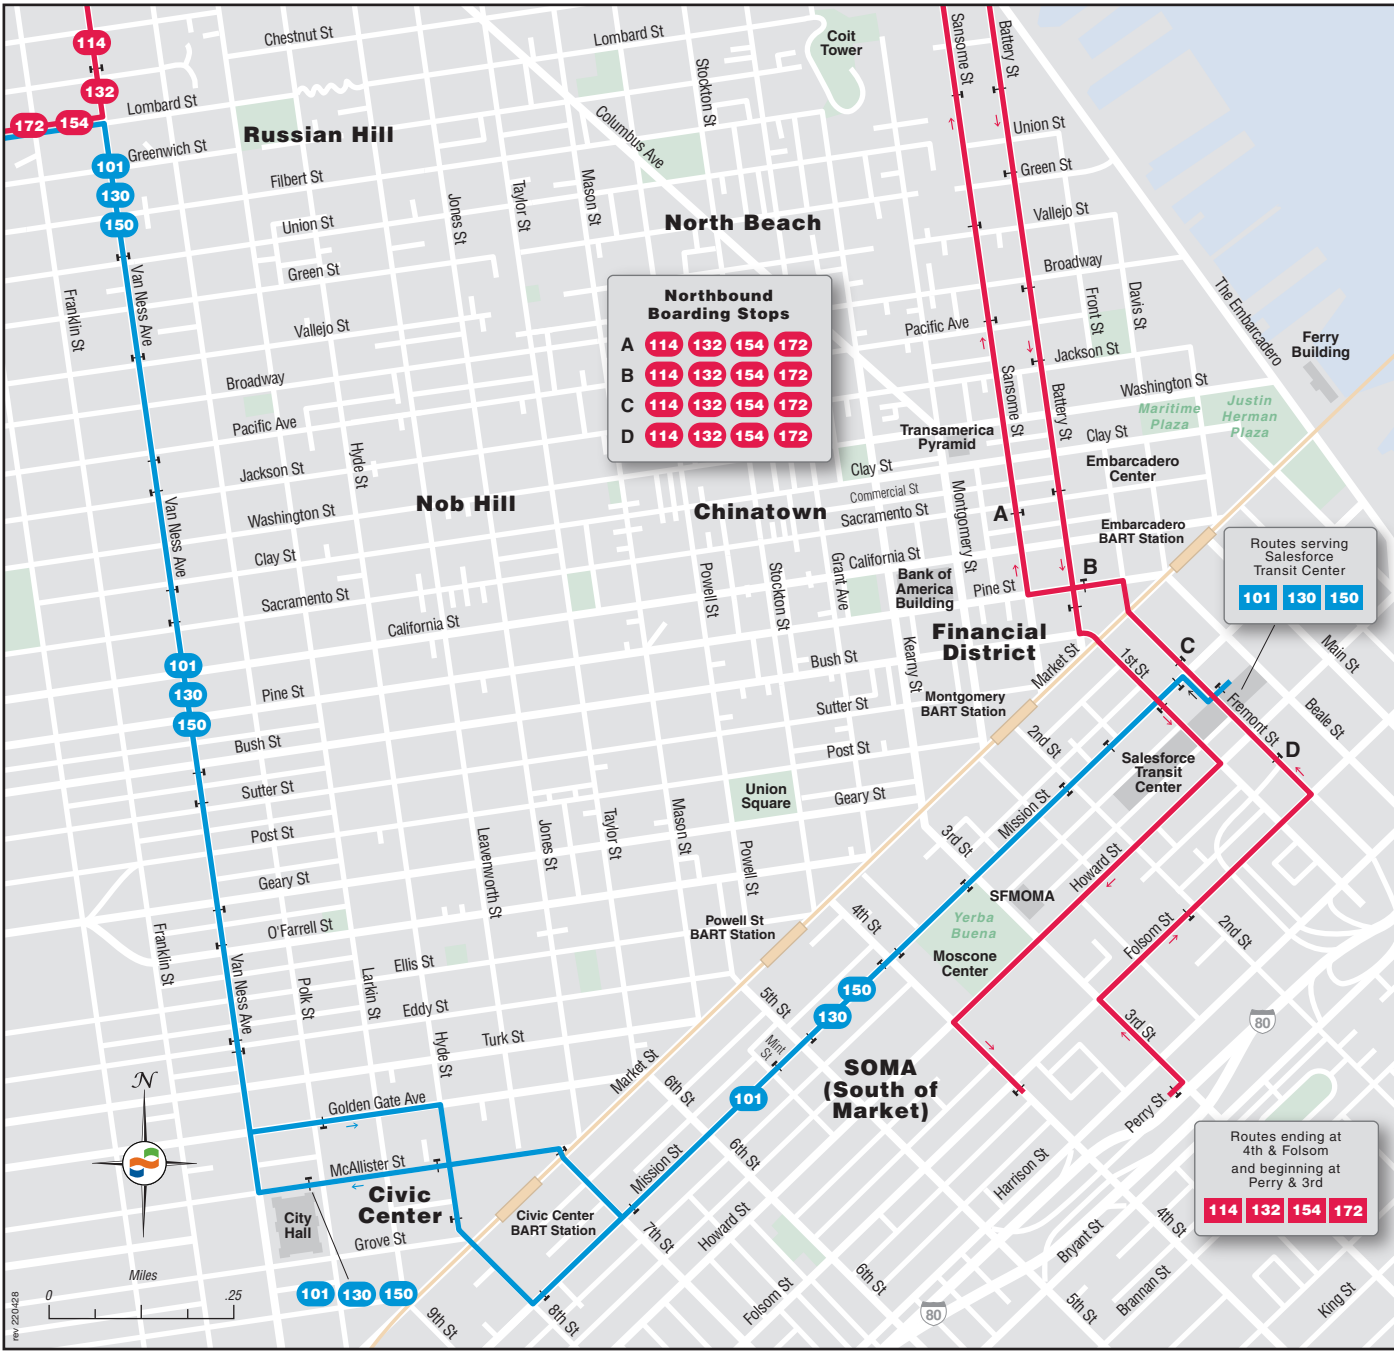 114
132
172
154
101
130
150
Chestnut St
Lombard St
Lombard St
Greenwich St
Filbert St
Union St
Green St
Vallejo St
Broadway
Pacific Ave
Jackson St
Washington St
Clay St
Sacramento St
California St
Pine St
Bush St
Sutter St
Post St
Geary St
O'Farrell St
Ellis St
Eddy St
Turk St
Golden Gate Ave
McAllister St
Grove St
Russian Hill
Coit
Tower
Stockton St
Columbus Ave
Jones St
Taylor St
Mason St
North Beach
Franklin St
Van Ness Ave
Van Ness Ave
Hyde St
Nob Hill
Chinatown
Northbound
Boarding Stops
A 114 132 154 172
B 114 132 154 172
C 114 132 154 172
D 114 132 154 172
Sansome St
Battery St
Union St
Green St
Vallejo St
Broadway
Front St
Davis St
The Embarcadero
Ferry
Building
Pacific Ave
Jackson St
Washington St
Sansome St
Battery St
Maritime
Plaza
Justin
Herman
Plaza
Transamerica
Pyramid
Clay St
Embarcadero
Center
Clay St
Commercial St
Sacramento St
Montgomery St
A
Embarcadero
BART Station
California St
Powell St
Stockton St
Grant Ave
Bank of
America
Building
Pine St
B
Financial
District
Kearny St
Market St
Bush St
Sutter St
Post St
Geary St
Union
Square
Montgomery
BART Station
1st St
C
Routes serving
Salesforce
Transit Center
101 130 150
Main St
Beale St
Fremont St
D
2nd St
Salesforce
Transit
Center
Mission St
3rd St
Howard St
SFMOMA
Yerba
Buena
Moscone
Center
4th St
Folsom St
2nd St
3rd St
80
101
130
150
Leavenworth St
Jones St
Taylor St
Mason St
Powell St
Powell St
BART Station
Franklin St
Van Ness Ave
Polk St
Larkin St
Hyde St
5th St
Mint
St
150
130
101
SOMA
(South of
Market)
Market St
6th St
6th St
Mission St
Perry St
Harrison St
Routes ending at
4th & Folsom
and beginning at
Perry & 3rd
114 132 154 172
N
Civic
Center
City
Hall
Civic Center
BART Station
7th St
Howard St
Folsom St
6th St
Bryant St
4th St
Brannan St
5th St
King St
80
101 130 150
9th St
8th St
Miles
0 .25
rev 220428